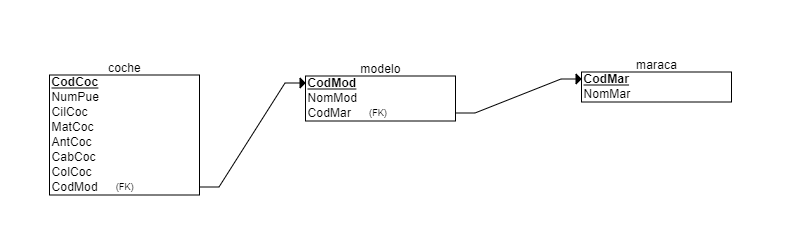 coche
CodCoc
NumPue
CilCoc
MatCoc
AntCoc
CabCoc
ColCoc
CodMod (FK)
modelo
CodMod
NomMod
CodMar (FK)
maraca
CodMar
NomMar